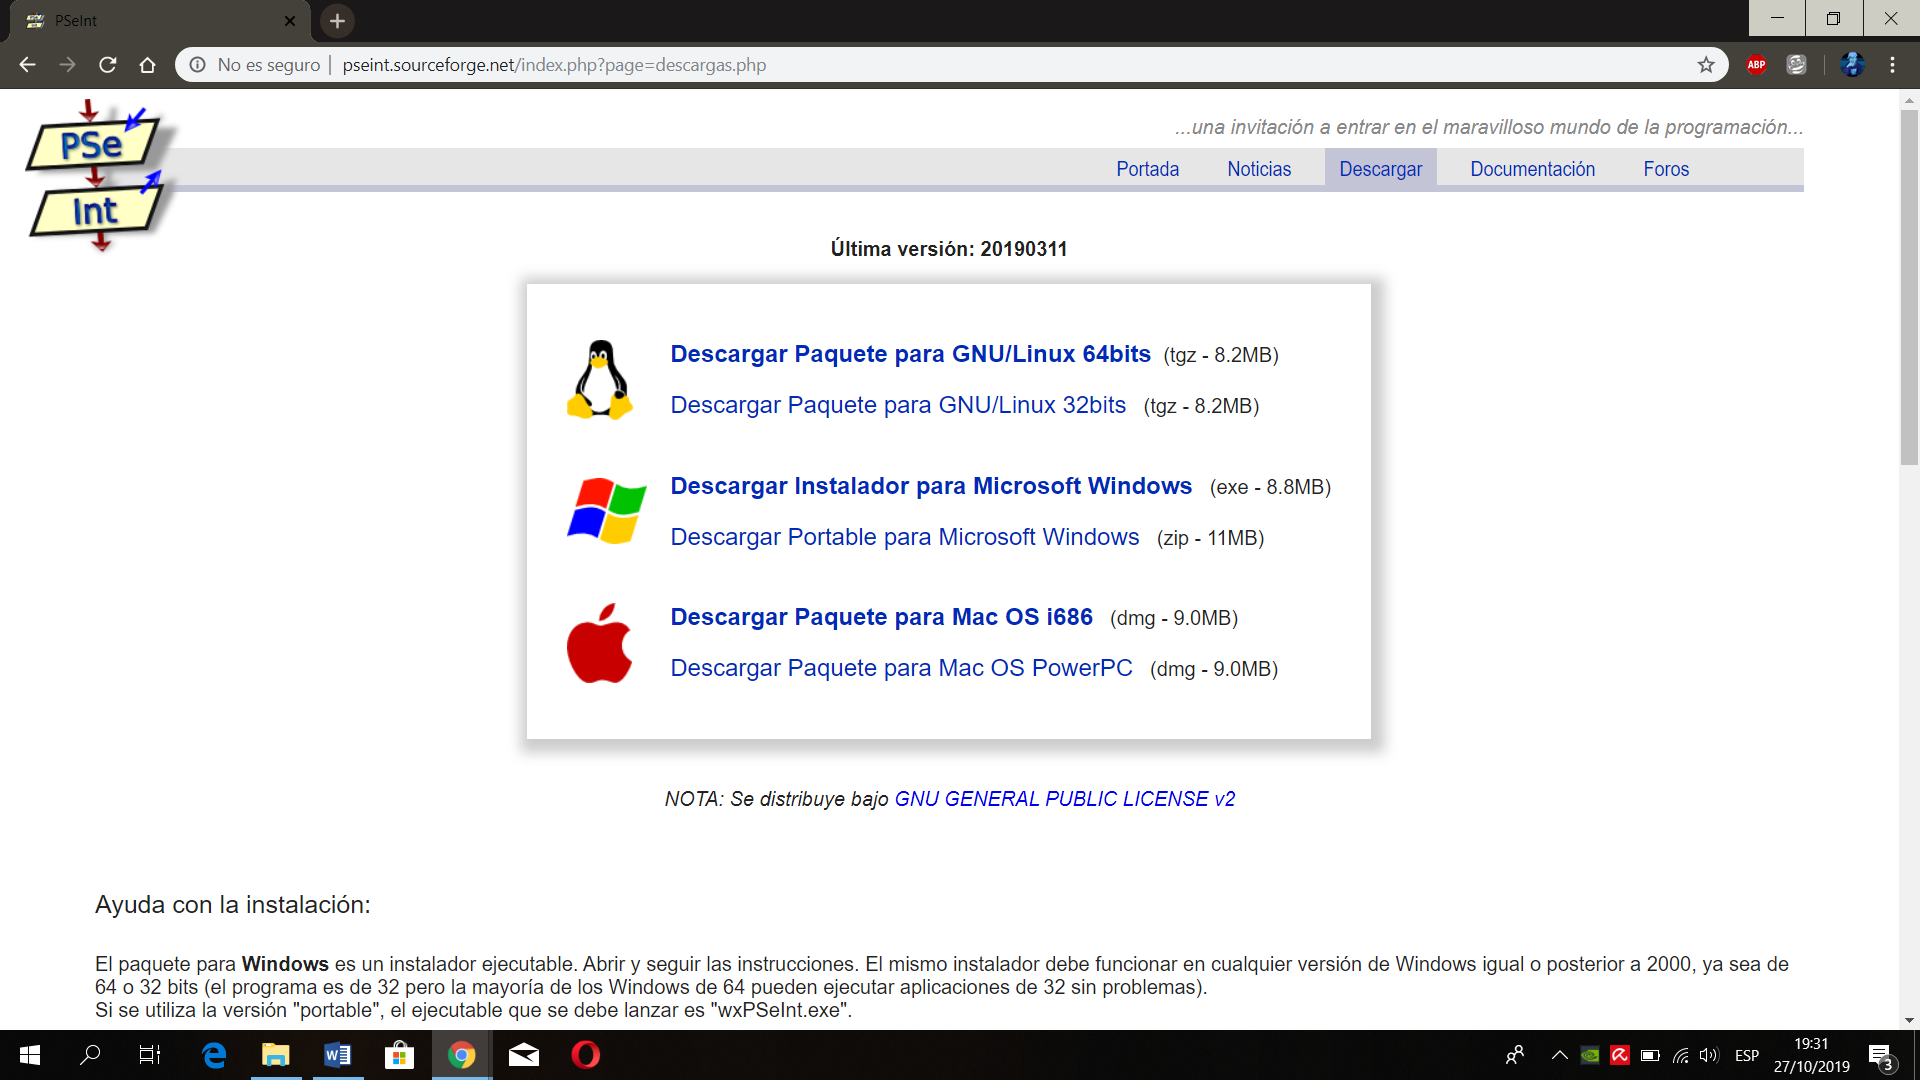 PSeInt
No es seguro | pseint.sourceforge.net/index.php?page=descargas.php
ABP
PSe
Int
...una invitación a entrar en el maravilloso mundo de la programación...
Portada Noticias Descargar Documentación Foros
Última versión: 20190311
Descargar Paquete para GNU/Linux 64bits (tgz - 8.2MB)
Descargar Paquete para GNU/Linux 32bits (tgz - 8.2MB)
Descargar Instalador para Microsoft Windows (exe - 8.8MB)
Descargar Portable para Microsoft Windows (zip - 11MB)
Descargar Paquete para Mac OS i686 (dmg - 9.0MB)
Descargar Paquete para Mac OS PowerPC (dmg - 9.0MB)
NOTA: Se distribuye bajo GNU GENERAL PUBLIC LICENSE v2
Ayuda con la instalación:
El paquete para Windows es un instalador ejecutable. Abrir y seguir las instrucciones. El mismo instalador debe funcionar en cualquier versión de Windows igual o posterior a 2000, ya sea de
64 o 32 bits (el programa es de 32 pero la mayoría de los Windows de 64 pueden ejecutar aplicaciones de 32 sin problemas).
Si se utiliza la versión "portable", el ejecutable que se debe lanzar es "wxPSeInt.exe".
ESP
19:31
27/10/2019
3